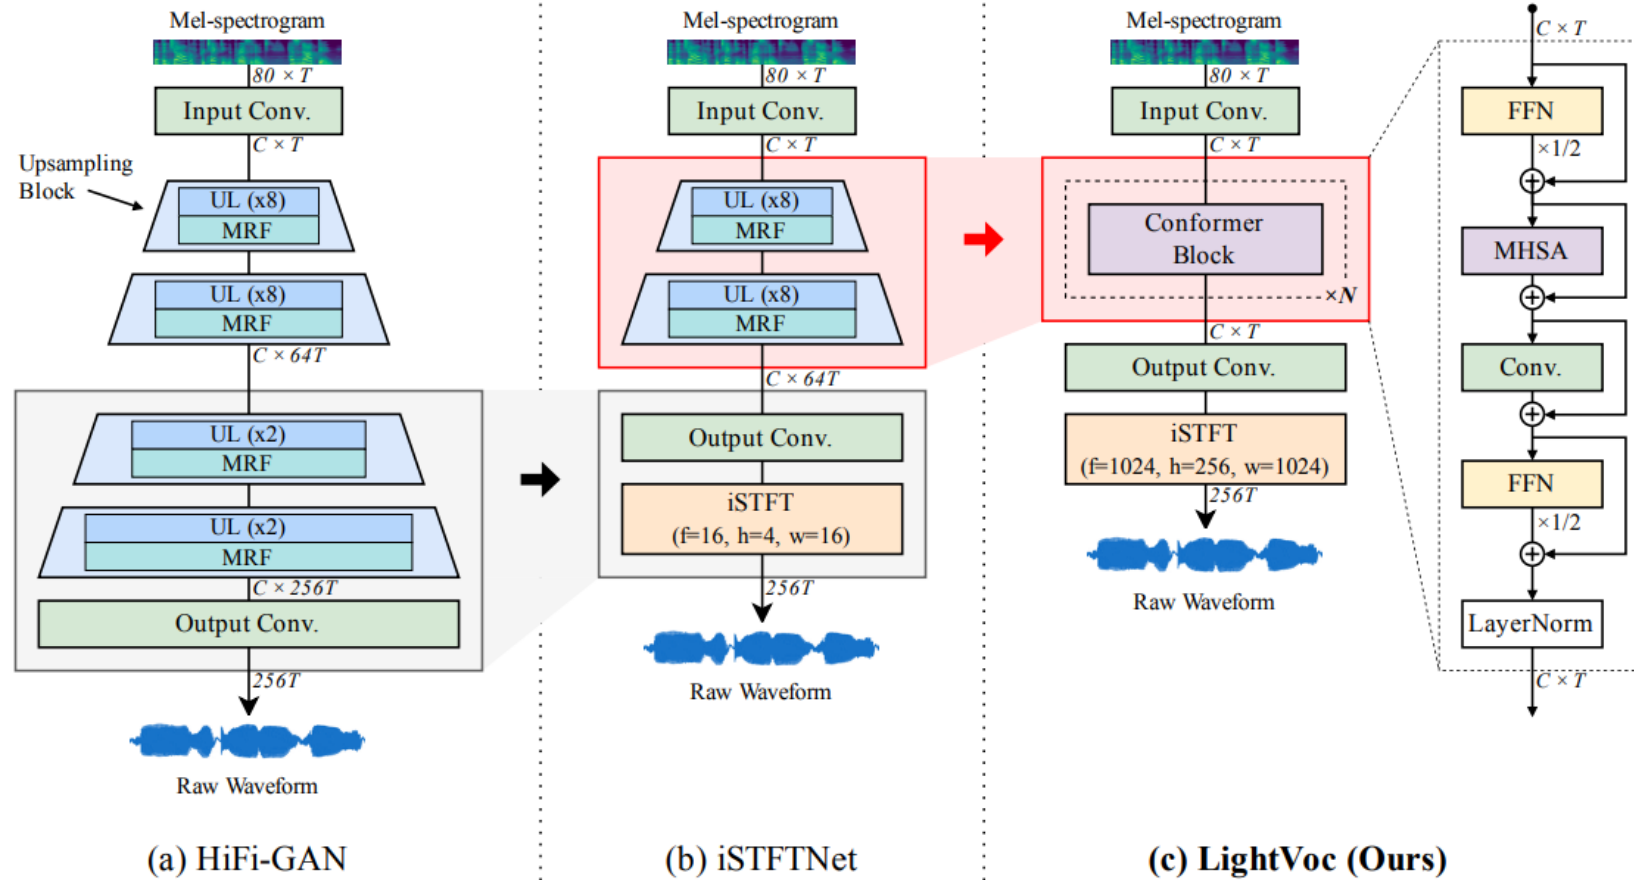 Mel-spectrogram
80 × T
Input Conv.
C × T
Upsampling
Block
UL (x8)
MRF
UL (x8)
MRF
C × 64T
UL (x2)
MRF
UL (x2)
MRF
C × 256T
Output Conv.
256T
Raw Waveform
(a) HiFi-GAN
Mel-spectrogram
80 × T
Input Conv.
C × T
UL (x8)
MRF
UL (x8)
MRF
C × 64T
Output Conv.
iSTFT
(f=16, h=4, w=16)
256T
Raw Waveform
(b) iSTFTNet
Mel-spectrogram
80 × T
Input Conv.
C × T
Conformer
Block
×N
C × T
Output Conv.
iSTFT
(f=1024, h=256, w=1024)
256T
Raw Waveform
C × T
FFN
×1/2
MHSA
Conv.
FFN
×1/2
LayerNorm
C × T
(c) LightVoc (Ours)